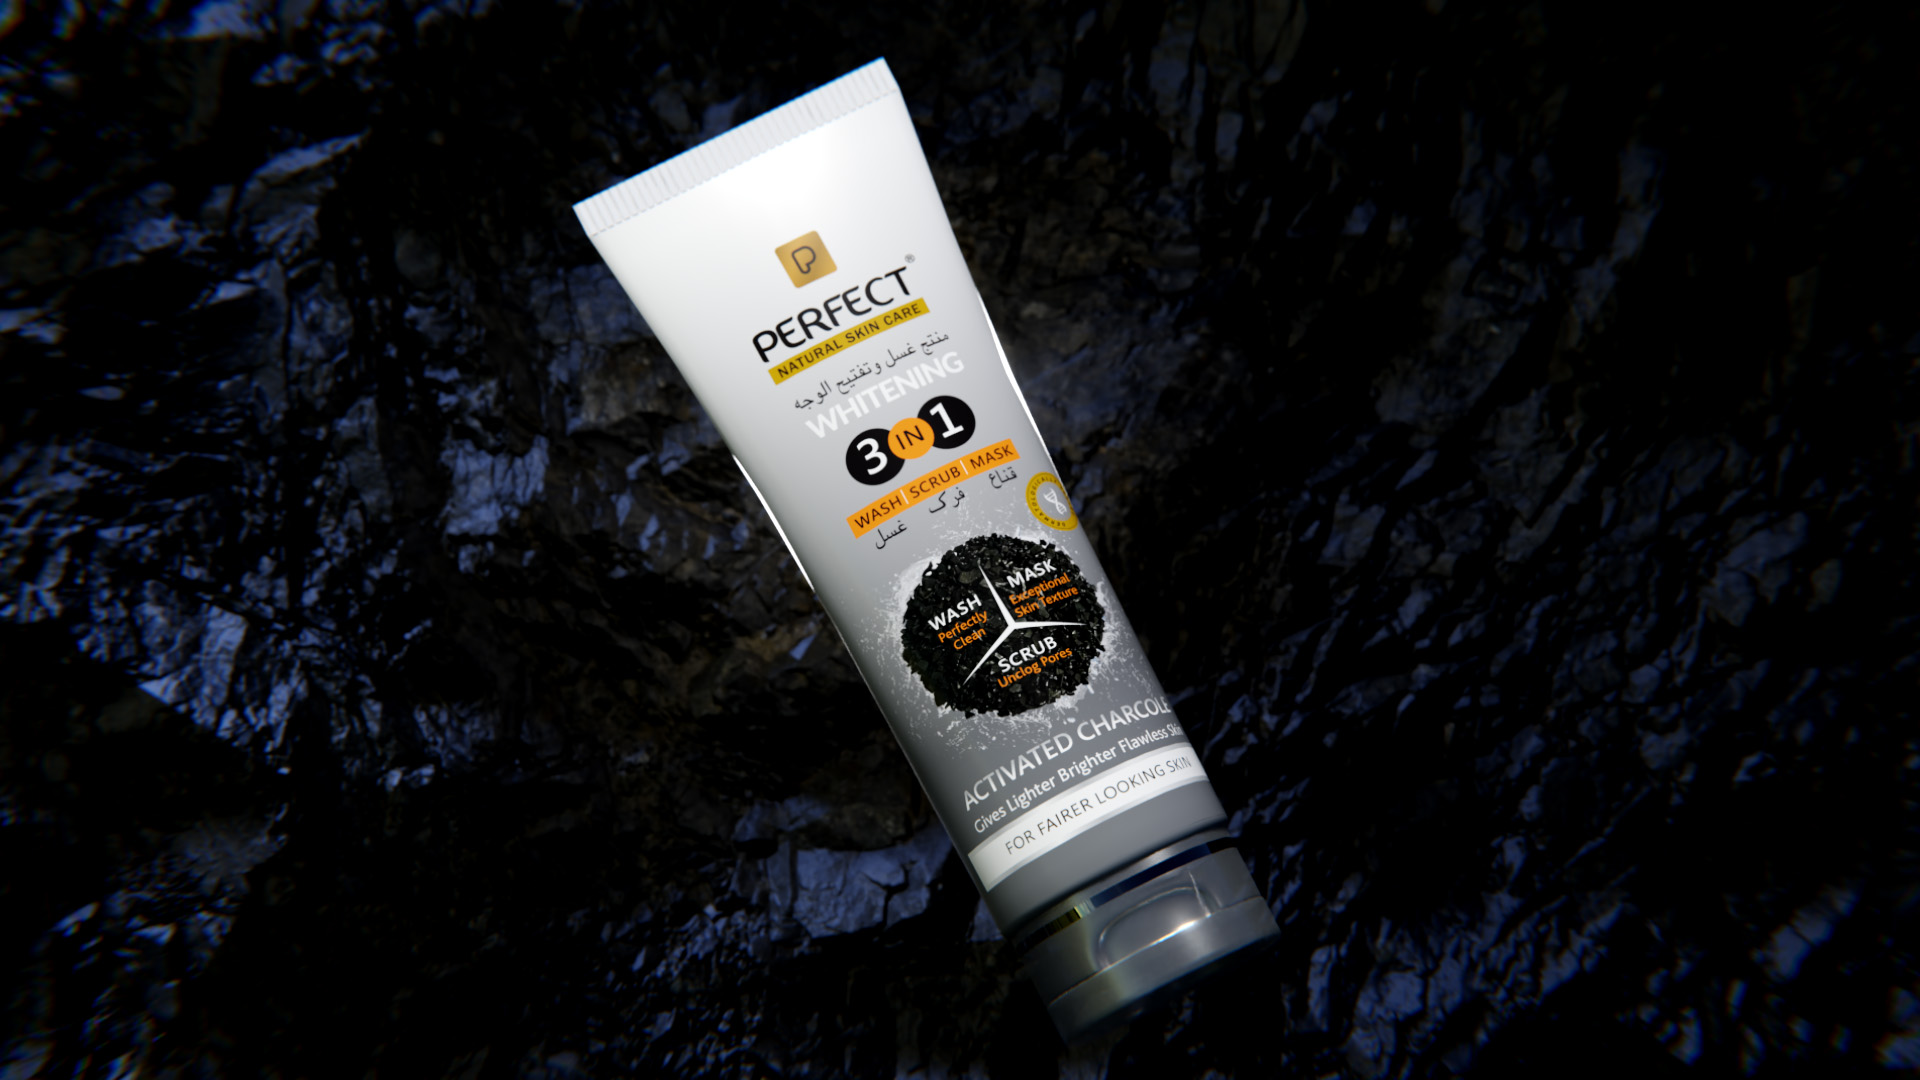 P
PERFECT®
NATURAL SKIN CARE
منتج غسل وتفتيح الوجه
WHITENING
3 IN 1
WASH | SCRUB | MASK
غسل فرك قناع
DERMATOLOGICALLY
MASK
Exceptional
Skin Texture
WASH
Perfectly
Clean
SCRUB
Unclog Pores
ACTIVATED CHARCOLE
Gives Lighter Brighter Flawless Skin
FOR FAIRER LOOKING SKIN